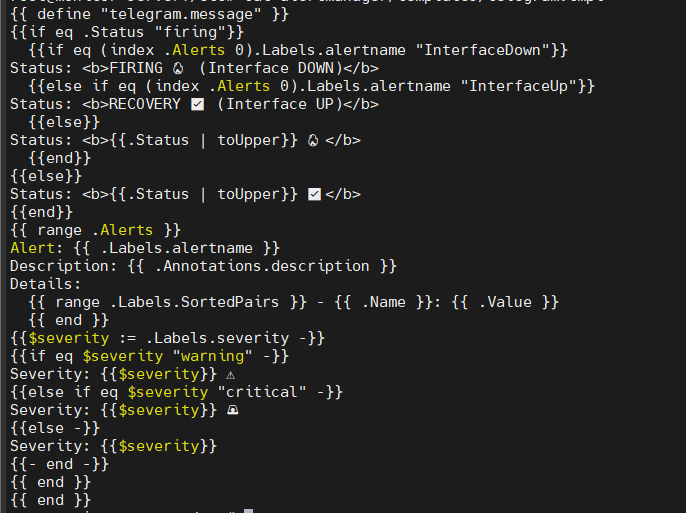 {{ define "telegram.message" }}
{{if eq .Status "firing"}}
  {{if eq (index .Alerts 0).Labels.alertname "InterfaceDown"}}
Status: <b>FIRING 🔥 (Interface DOWN)</b>
  {{else if eq (index .Alerts 0).Labels.alertname "InterfaceUp"}}
Status: <b>RECOVERY ✅ (Interface UP)</b>
  {{else}}
Status: <b>{{.Status | toUpper}} 🔥</b>
  {{end}}
{{else}}
Status: <b>{{.Status | toUpper}} ✅</b>
{{end}}
{{ range .Alerts }}
Alert: {{ .Labels.alertname }}
Description: {{ .Annotations.description }}
Details:
  {{ range .Labels.SortedPairs }} - {{ .Name }}: {{ .Value }}
  {{ end }}
{{$severity := .Labels.severity -}}
{{if eq $severity "warning" -}}
Severity: {{$severity}} ⚠
{{else if eq $severity "critical" -}}
Severity: {{$severity}} 🚨
{{else -}}
Severity: {{$severity}}
{{- end -}}
{{ end }}
{{ end }}